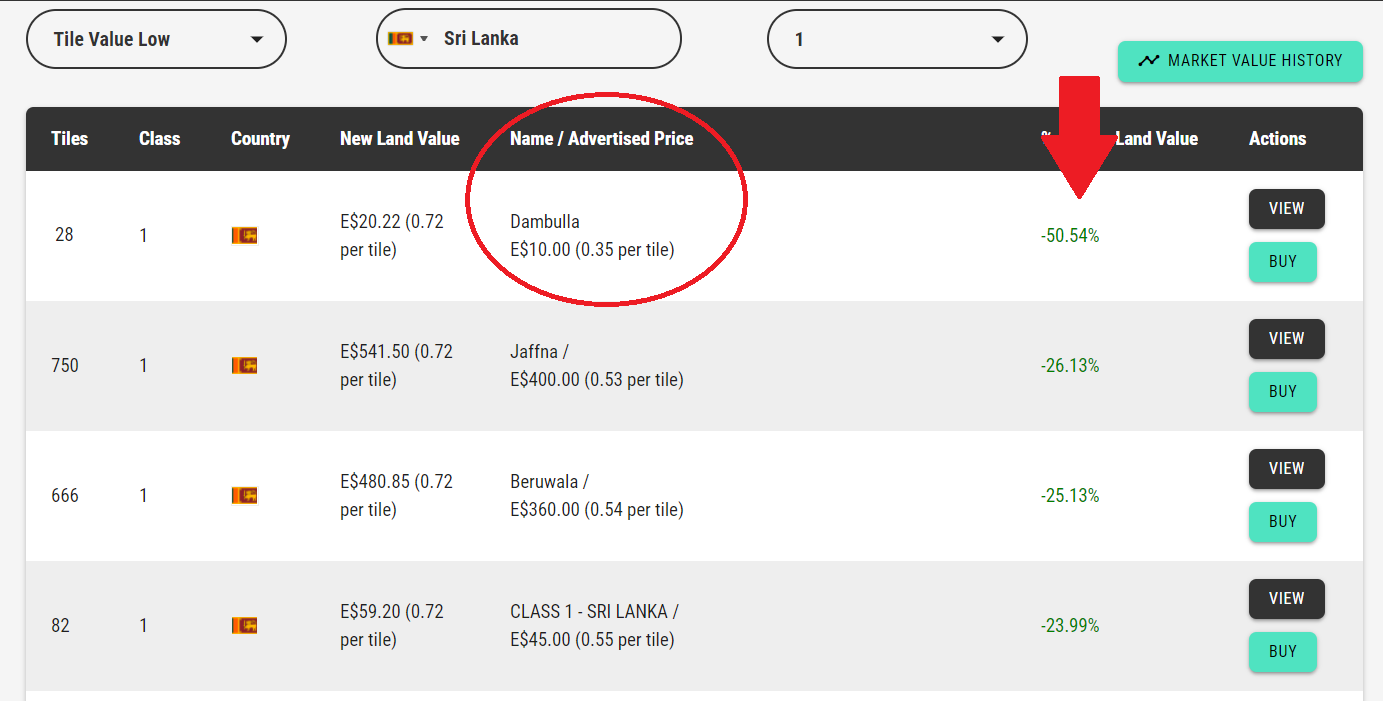 Tile Value Low
Sri Lanka
1
MARKET VALUE HISTORY
Tiles Class Country New Land Value Name / Advertised Price Land Value Actions
28 1 E$20.22 (0.72 per tile) Dambulla E$10.00 (0.35 per tile) -50.54% VIEW BUY
750 1 E$541.50 (0.72 per tile) Jaffna / E$400.00 (0.53 per tile) -26.13% VIEW BUY
666 1 E$480.85 (0.72 per tile) Beruwala / E$360.00 (0.54 per tile) -25.13% VIEW BUY
82 1 E$59.20 (0.72 per tile) CLASS 1 - SRI LANKA / E$45.00 (0.55 per tile) -23.99% VIEW BUY